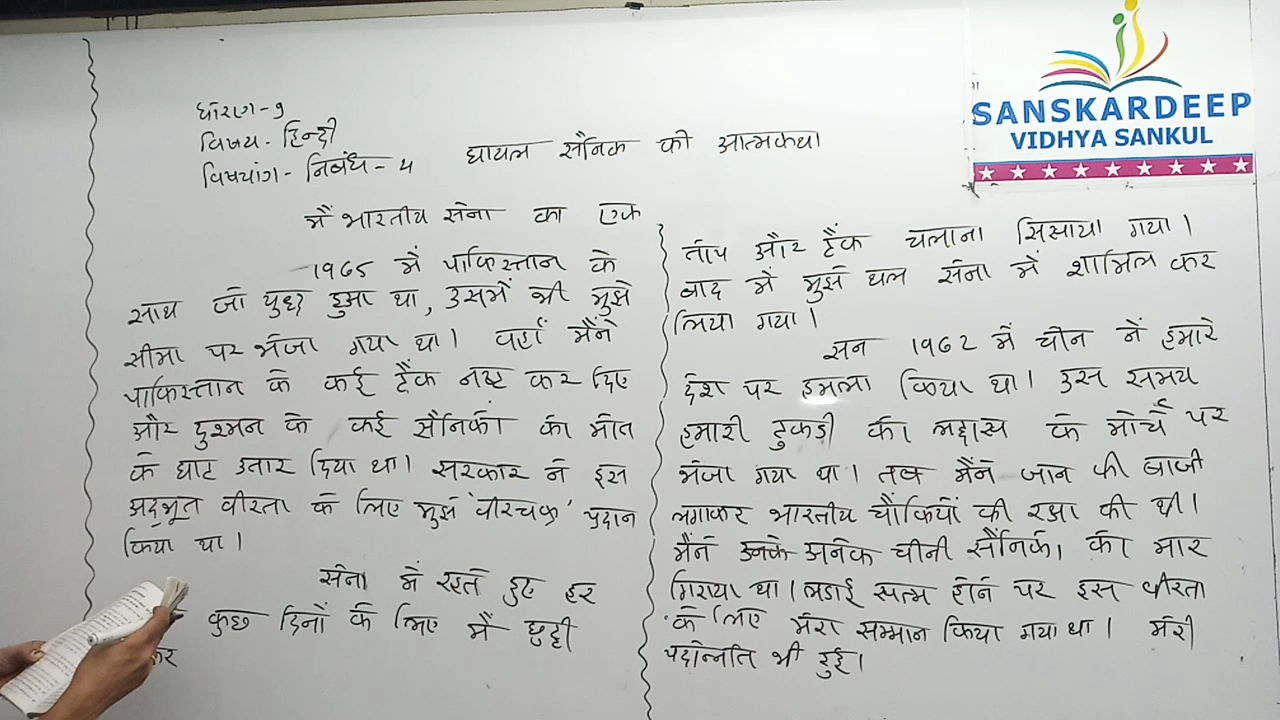 धोरण-९
विषय-हिन्दी
विषयांग-निबंध-4
घायल सैनिक की आत्मकथा
मैं भारतीय सेना का एक
1965 में पाकिस्तान के
साथ जो युद्ध हुआ था, उसमें भी मुझे
सीमा पर भेजा गया था। वहाँ मैंने
पाकिस्तान के कई टैंक नष्ट कर दिए
और दुश्मन के कई सैनिकों को मौत
के घाट उतार दिया था। सरकार ने इस
अद्भूत वीरता के लिए मुझे 'वीरचक्र' प्रदान
किया था।
सेना में रहते हुए हर
कुछ दिनों के लिए मैं छुट्टी
कर
तोप और टैंक चलाना सिखाया गया।
बाद में मुझे थल सेना में शामिल कर
लिया गया।
सन 1962 में चीन ने हमारे
देश पर हमला किया था। उस समय
हमारी टुकडी को लद्दाख के मोर्चे पर
भेजा गया था। तब मैंने जान की बाजी
लगाकर भारतीय चौकियों की रक्षा की थी।
मैंने उनके अनेक चीनी सैनिकों को मार
गिराया था। लडाई खत्म होने पर इस वीरता
के लिए मेरा सम्मान किया गया था। मेरी
पदोन्नति भी हुई।
SANSKARDEEP
VIDHYA SANKUL